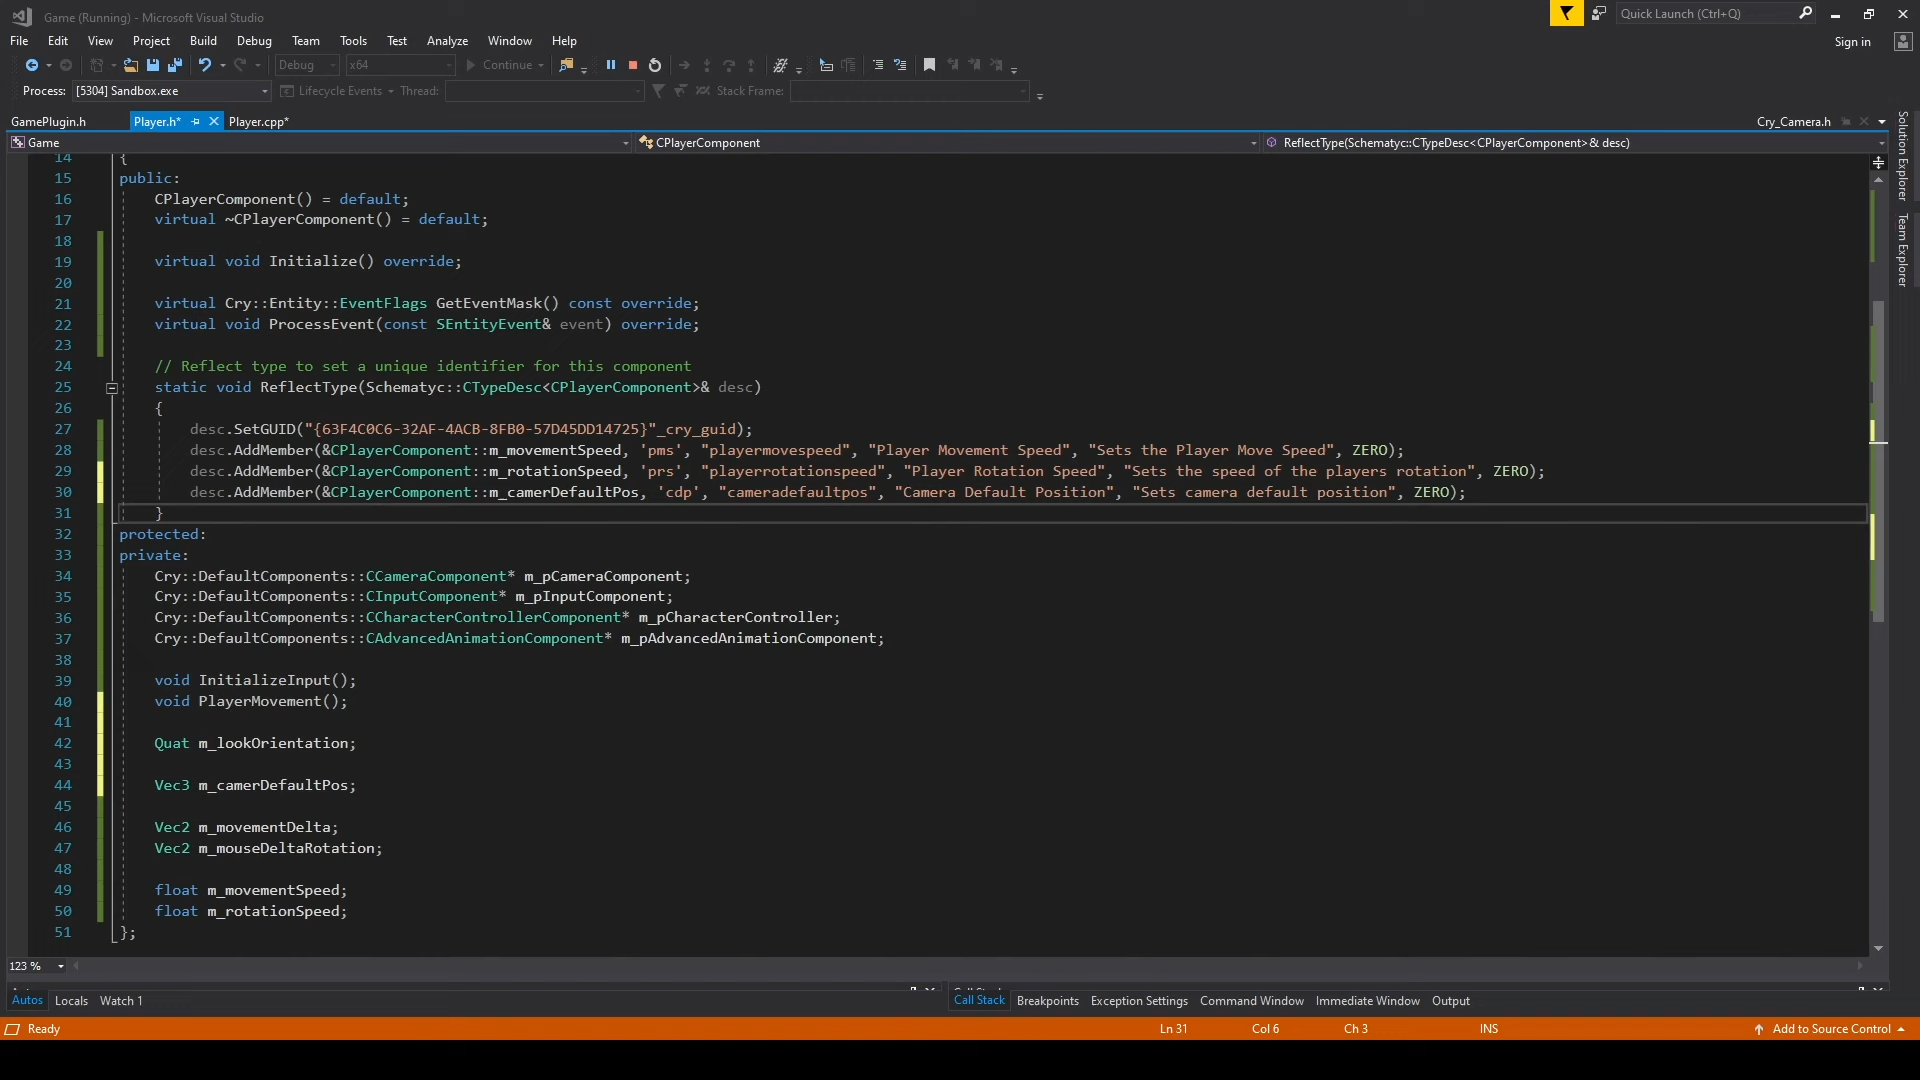 Game (Running) - Microsoft Visual Studio
Quick Launch (Ctrl+Q)
File Edit View Project Build Debug Team Tools Test Analyze Window Help
Sign in
Debug x64 Continue
Process: [5304] Sandbox.exe Lifecycle Events Thread: Stack Frame:
GamePlugin.h Player.h* Player.cpp* Cry_Camera.h
Game CPlayerComponent ReflectType(Schematyc::CTypeDesc<CPlayerComponent>& desc)
Solution Explorer
Team Explorer
14 {
15 public:
16 CPlayerComponent() = default;
17 virtual ~CPlayerComponent() = default;
18
19 virtual void Initialize() override;
20
21 virtual Cry::Entity::EventFlags GetEventMask() const override;
22 virtual void ProcessEvent(const SEntityEvent& event) override;
23
24 // Reflect type to set a unique identifier for this component
25 static void ReflectType(Schematyc::CTypeDesc<CPlayerComponent>& desc)
26 {
27 desc.SetGUID("{63F4C0C6-32AF-4ACB-8FB0-57D45DD14725}"_cry_guid);
28 desc.AddMember(&CPlayerComponent::m_movementSpeed, 'pms', "playermovespeed", "Player Movement Speed", "Sets the Player Move Speed", ZERO);
29 desc.AddMember(&CPlayerComponent::m_rotationSpeed, 'prs', "playerrotationspeed", "Player Rotation Speed", "Sets the speed of the players rotation", ZERO);
30 desc.AddMember(&CPlayerComponent::m_camerDefaultPos, 'cdp', "cameradefaultpos", "Camera Default Position", "Sets camera default position", ZERO);
31 }
32 protected:
33 private:
34 Cry::DefaultComponents::CCameraComponent* m_pCameraComponent;
35 Cry::DefaultComponents::CInputComponent* m_pInputComponent;
36 Cry::DefaultComponents::CCharacterControllerComponent* m_pCharacterController;
37 Cry::DefaultComponents::CAdvancedAnimationComponent* m_pAdvancedAnimationComponent;
38
39 void InitializeInput();
40 void PlayerMovement();
41
42 Quat m_lookOrientation;
43
44 Vec3 m_camerDefaultPos;
45
46 Vec2 m_movementDelta;
47 Vec2 m_mouseDeltaRotation;
48
49 float m_movementSpeed;
50 float m_rotationSpeed;
51 };
123 %
Autos Locals Watch 1 Call Stack Breakpoints Exception Settings Command Window Immediate Window Output
Ready Ln 31 Col 6 Ch 3 INS Add to Source Control